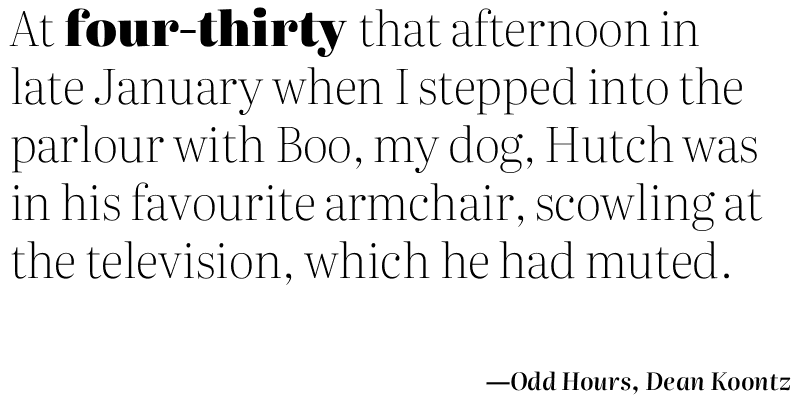 At four-thirty that afternoon in
late January when I stepped into the
parlour with Boo, my dog, Hutch was
in his favourite armchair, scowling at
the television, which he had muted.
—Odd Hours, Dean Koontz